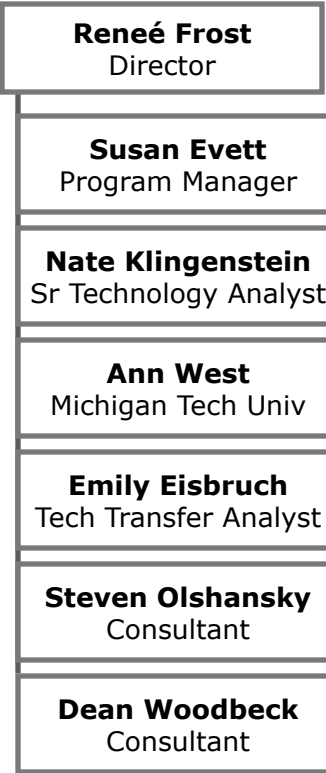 Reneé Frost
Director
Susan Evett
Program Manager
Nate Klingenstein
Sr Technology Analyst
Ann West
Michigan Tech Univ
Emily Eisbruch
Tech Transfer Analyst
Steven Olshansky
Consultant
Dean Woodbeck
Consultant